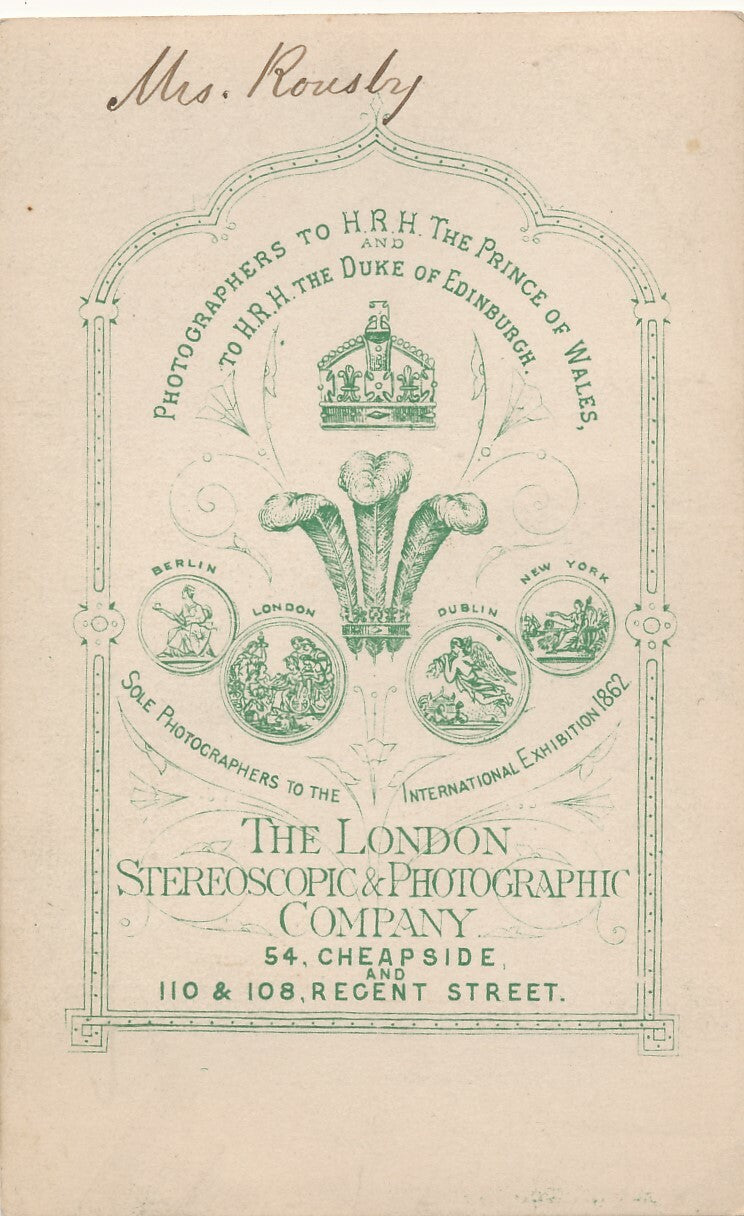 Mrs. Rousby
PHOTOGRAPHERS TO H.R.H. THE PRINCE OF WALES,
AND
TO H.R.H. THE DUKE OF EDINBURGH.
BERLIN
LONDON
DUBLIN
NEW YORK
SOLE PHOTOGRAPHERS TO THE INTERNATIONAL EXHIBITION 1862
THE LONDON
STEREOSCOPIC & PHOTOGRAPHIC
COMPANY
54, CHEAPSIDE,
AND
110 & 108, REGENT STREET.